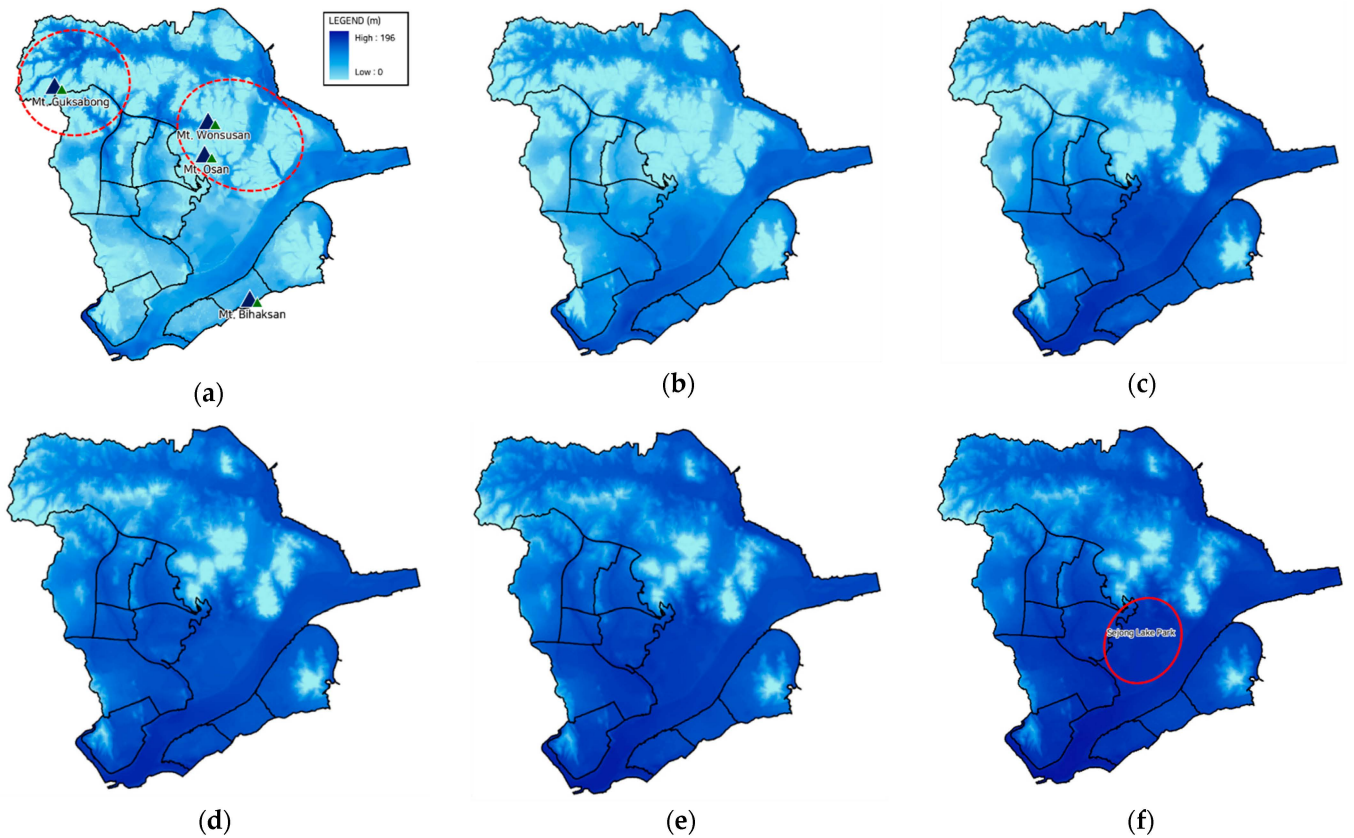 LEGEND (m)
High : 196
Low : 0
Mt. Guksabong
Mt. Wonsusan
Mt. Osan
Mt. Bihaksan
(a)
(b)
(c)
Sejong Lake Park
(d)
(e)
(f)